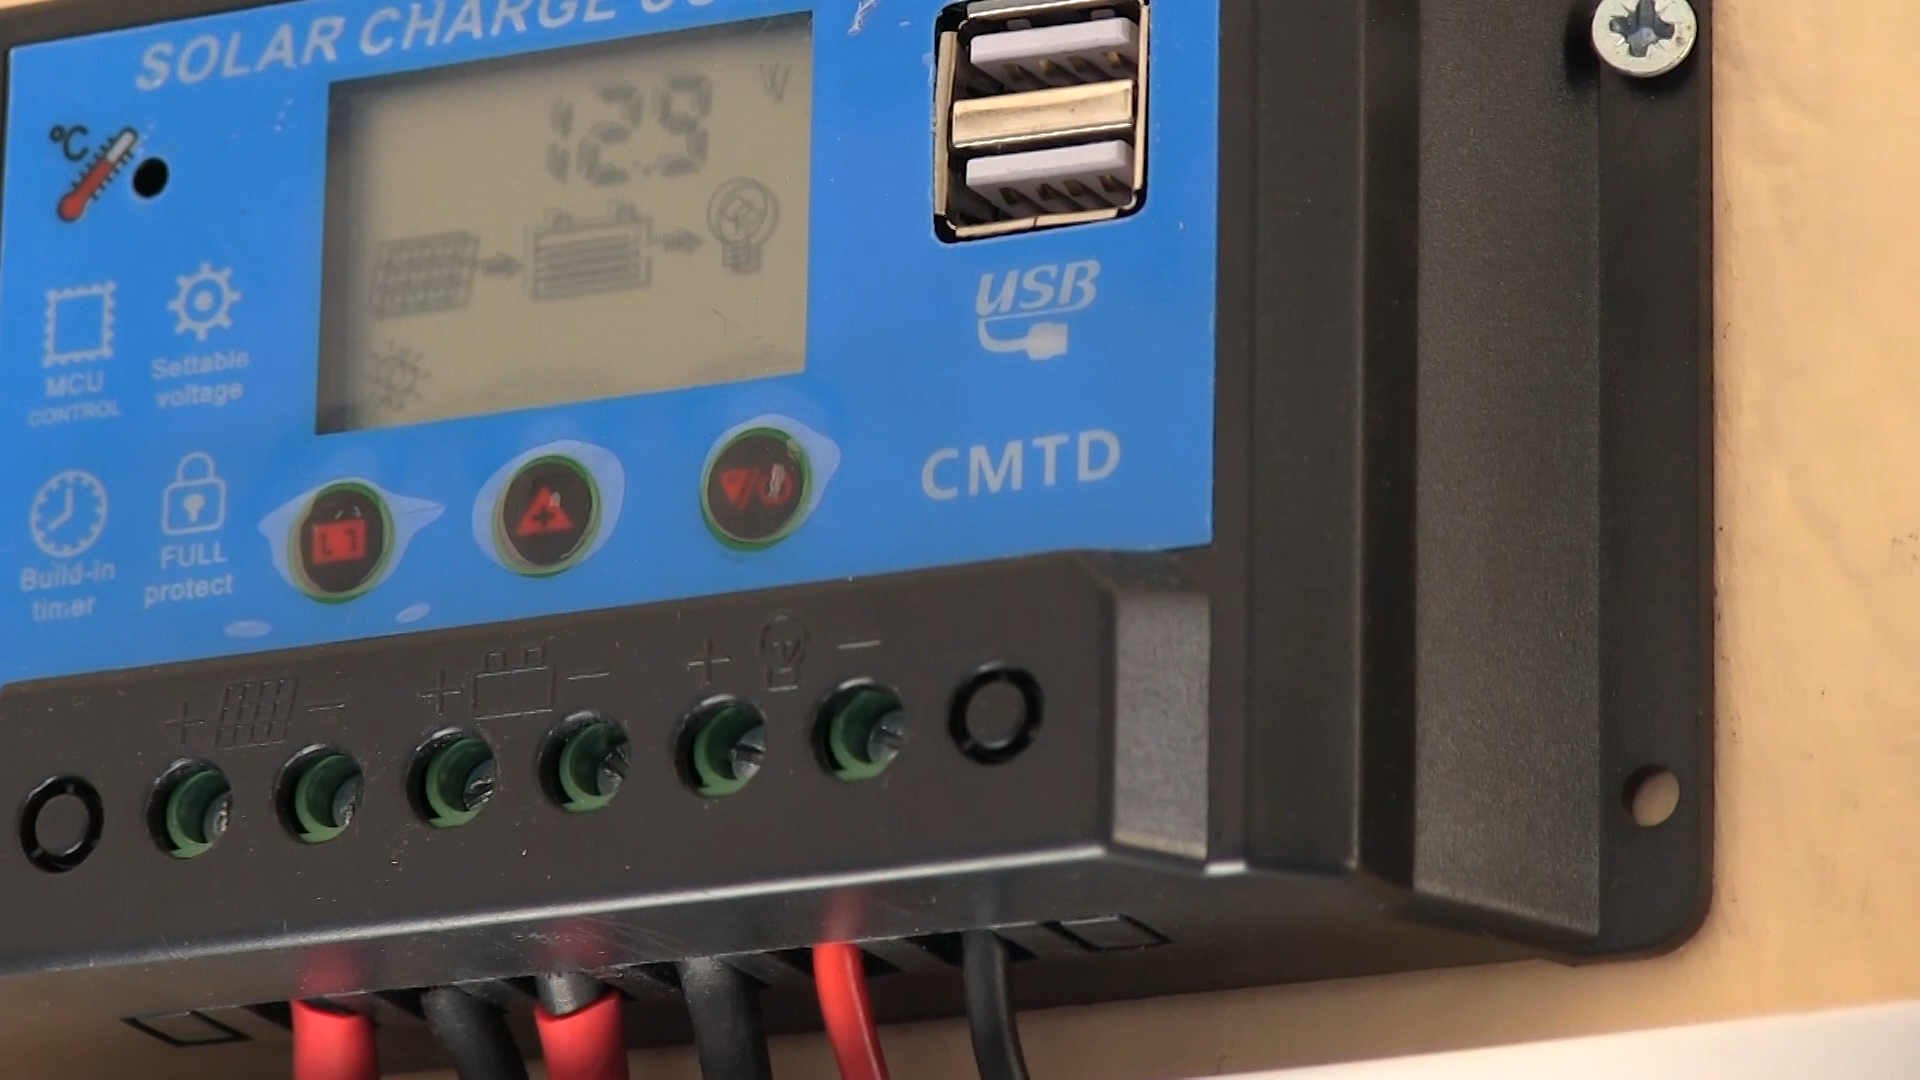 SOLAR CHARGE
12.9 V
°C
MCU
CONTROL
Settable
voltage
USB
CMTD
Build-in
timer
FULL
protect
+ -
+ -
+ -